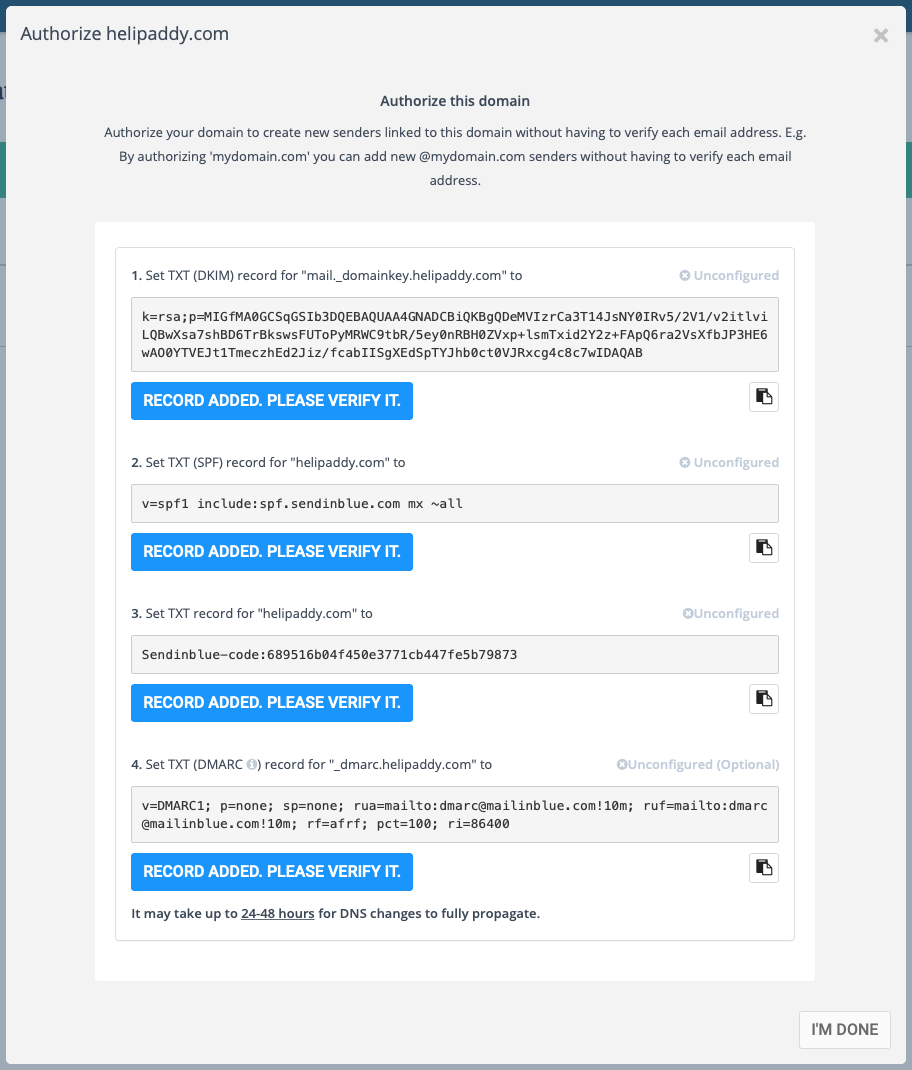 Authorize helipaddy.com
Authorize this domain
Authorize your domain to create new senders linked to this domain without having to verify each email address. E.g.
By authorizing 'mydomain.com' you can add new @mydomain.com senders without having to verify each email
address.
1. Set TXT (DKIM) record for "mail._domainkey.helipaddy.com" to
Unconfigured
k=rsa;p=MIGfMA0GCSqGSIb3DQEBAQUAA4GNADCBiQKBgQDeMVIzrCa3T14JsNY0IRv5/2V1/v2itlvi
LQBwXsa7shBD6TrBkswsFUToPyMRWC9tbR/5ey0nRBH0ZVxp+lsmTxid2Y2z+FApQ6ra2VsXfbJP3HE6
wAO0YTVEJt1TmeczhEd2Jiz/fcabIISgXEdSpTYJhb0ct0VJRxcg4c8c7wIDAQAB
RECORD ADDED. PLEASE VERIFY IT.
2. Set TXT (SPF) record for "helipaddy.com" to
Unconfigured
v=spf1 include:spf.sendinblue.com mx ~all
RECORD ADDED. PLEASE VERIFY IT.
3. Set TXT record for "helipaddy.com" to
Unconfigured
Sendinblue-code:689516b04f450e3771cb447fe5b79873
RECORD ADDED. PLEASE VERIFY IT.
4. Set TXT (DMARC ) record for "_dmarc.helipaddy.com" to
Unconfigured (Optional)
v=DMARC1; p=none; sp=none; rua=mailto:dmarc@mailinblue.com!10m; ruf=mailto:dmarc
@mailinblue.com!10m; rf=afrf; pct=100; ri=86400
RECORD ADDED. PLEASE VERIFY IT.
It may take up to 24-48 hours for DNS changes to fully propagate.
I'M DONE